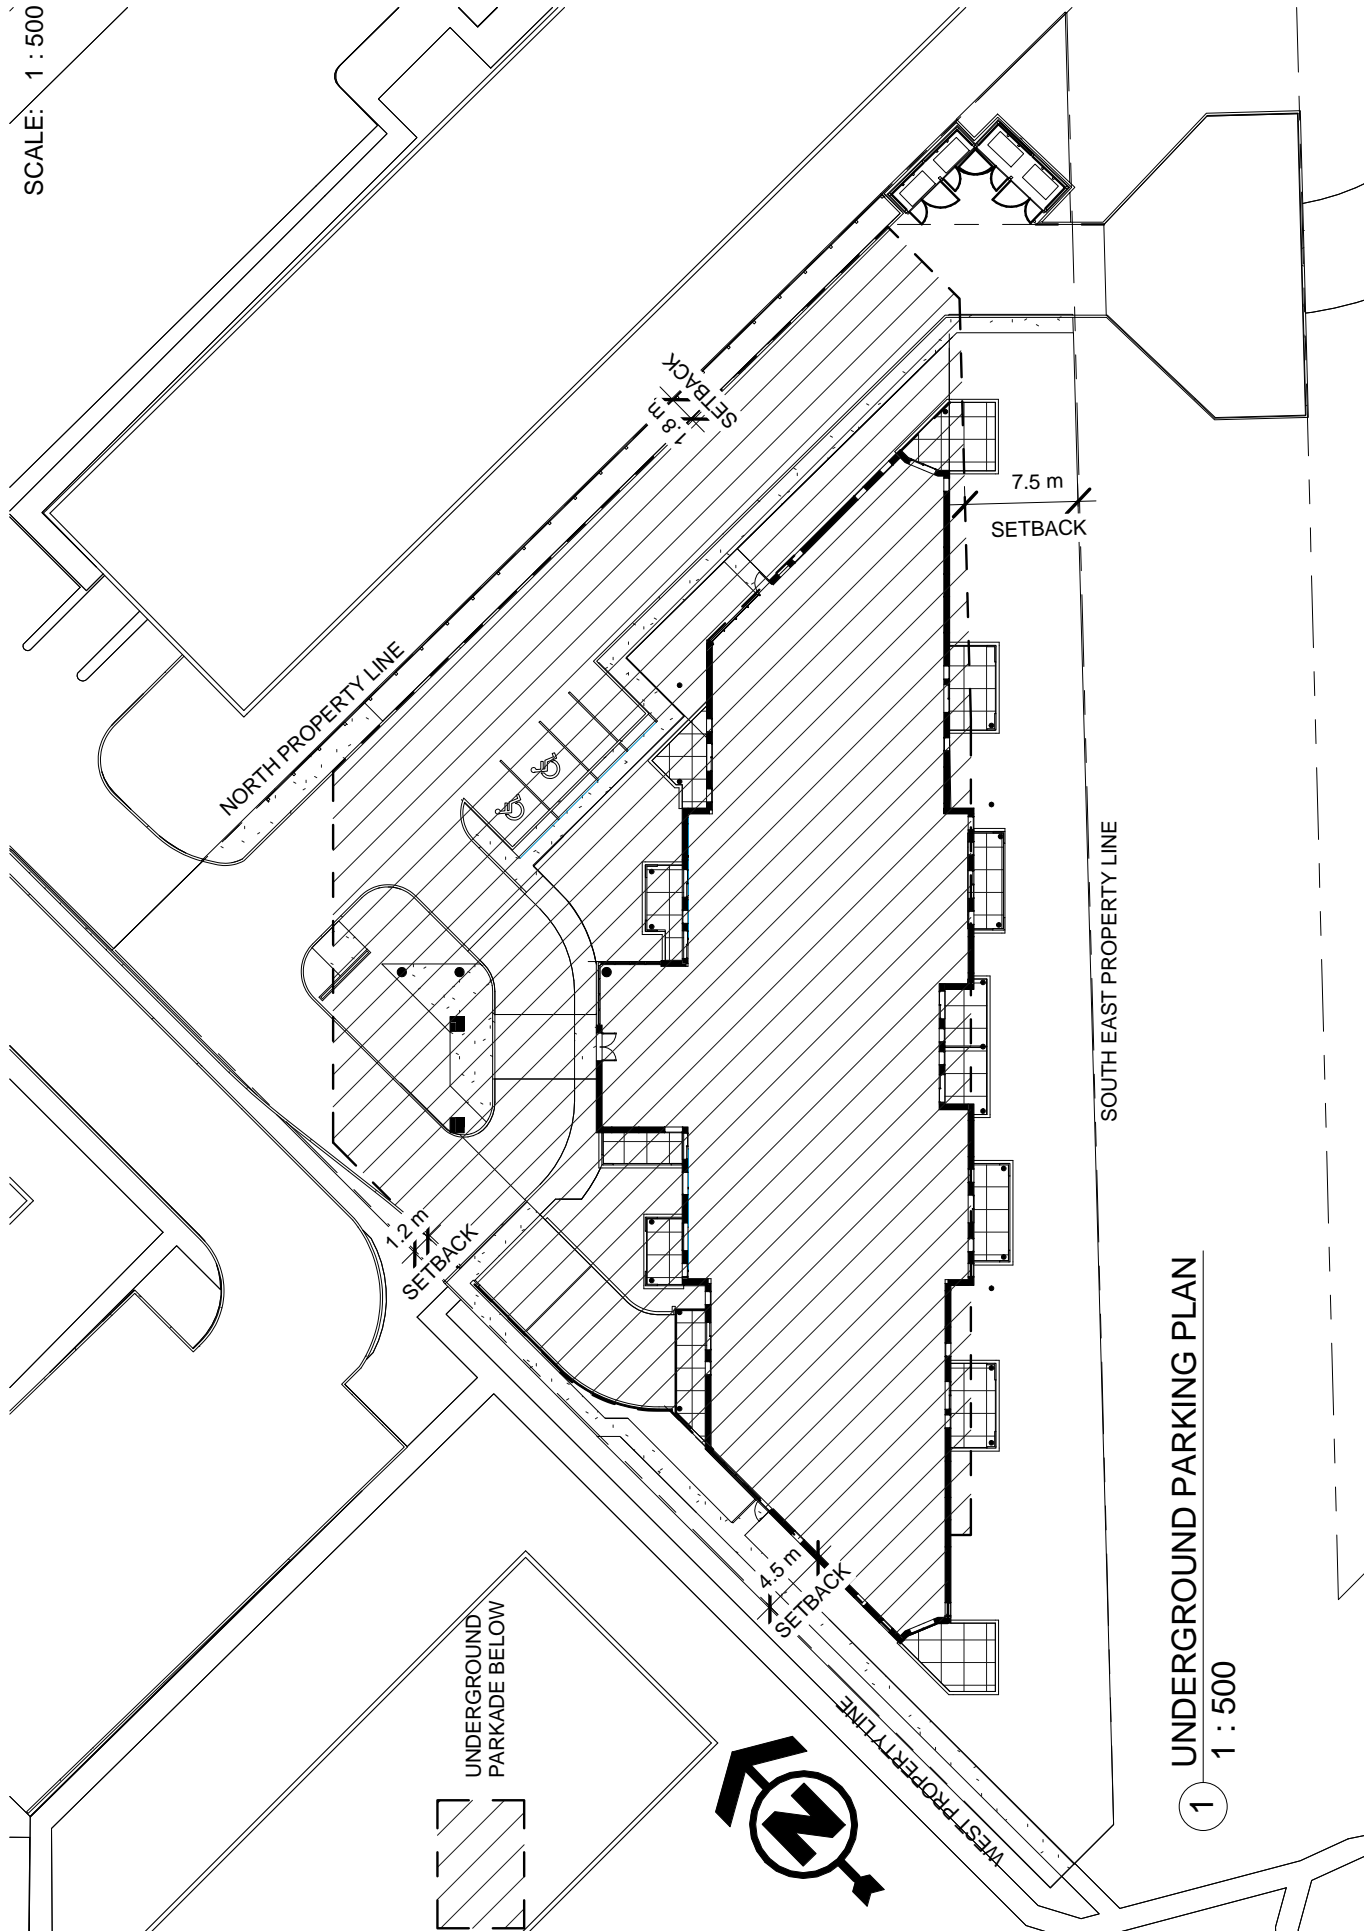 SCALE: 1 : 500
1.8 m
SETBACK
7.5 m
SETBACK
NORTH PROPERTY LINE
SOUTH EAST PROPERTY LINE
1.2 m
SETBACK
4.5 m
SETBACK
WEST PROPERTY LINE
UNDERGROUND
PARKADE BELOW
N
1
UNDERGROUND PARKING PLAN
1 : 500